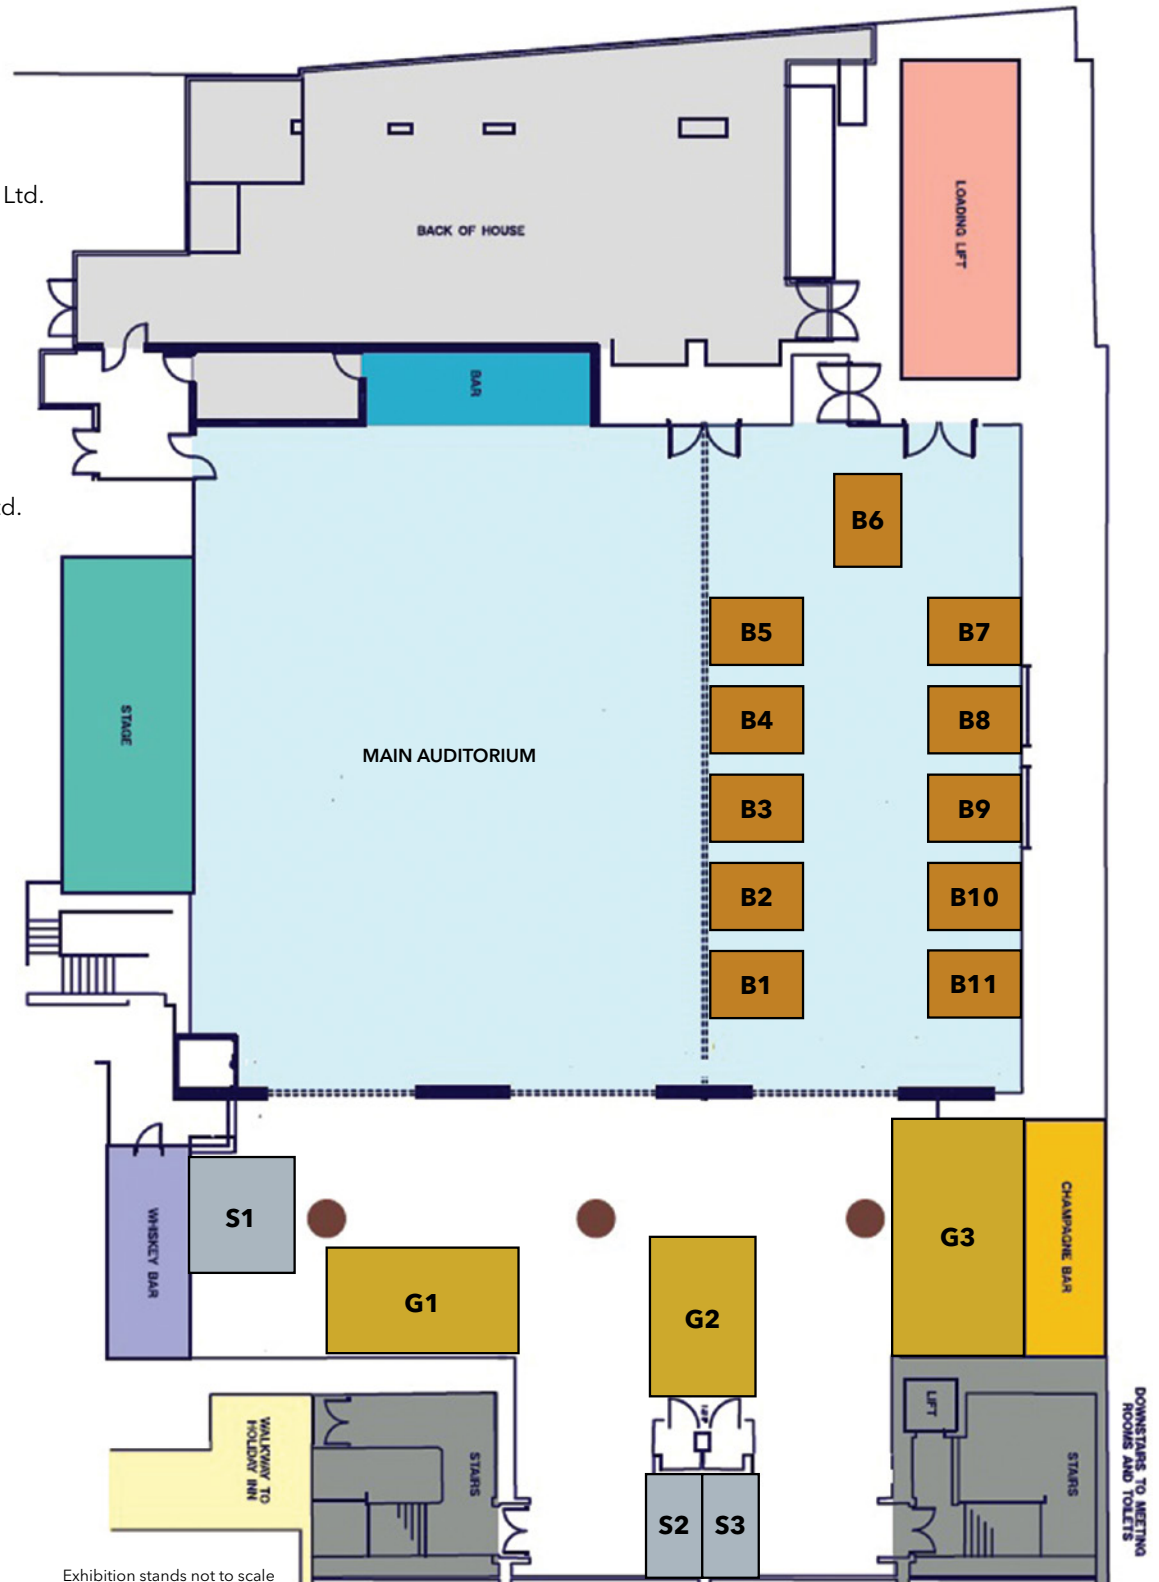 Ltd.
BACK OF HOUSE
LOADING LIFT
BAR
B6
td.
B5
B7
STAGE
B4
B8
MAIN AUDITORIUM
B3
B9
B2
B10
B1
B11
S1
WHISKEY BAR
G1
G2
G3
CHAMPAGNE BAR
WALKWAY TO
HOLIDAY INN
STAIRS
LIFT
STAIRS
DOWNSTAIRS TO MEETING
ROOMS AND TOILETS
S2
S3
Exhibition stands not to scale